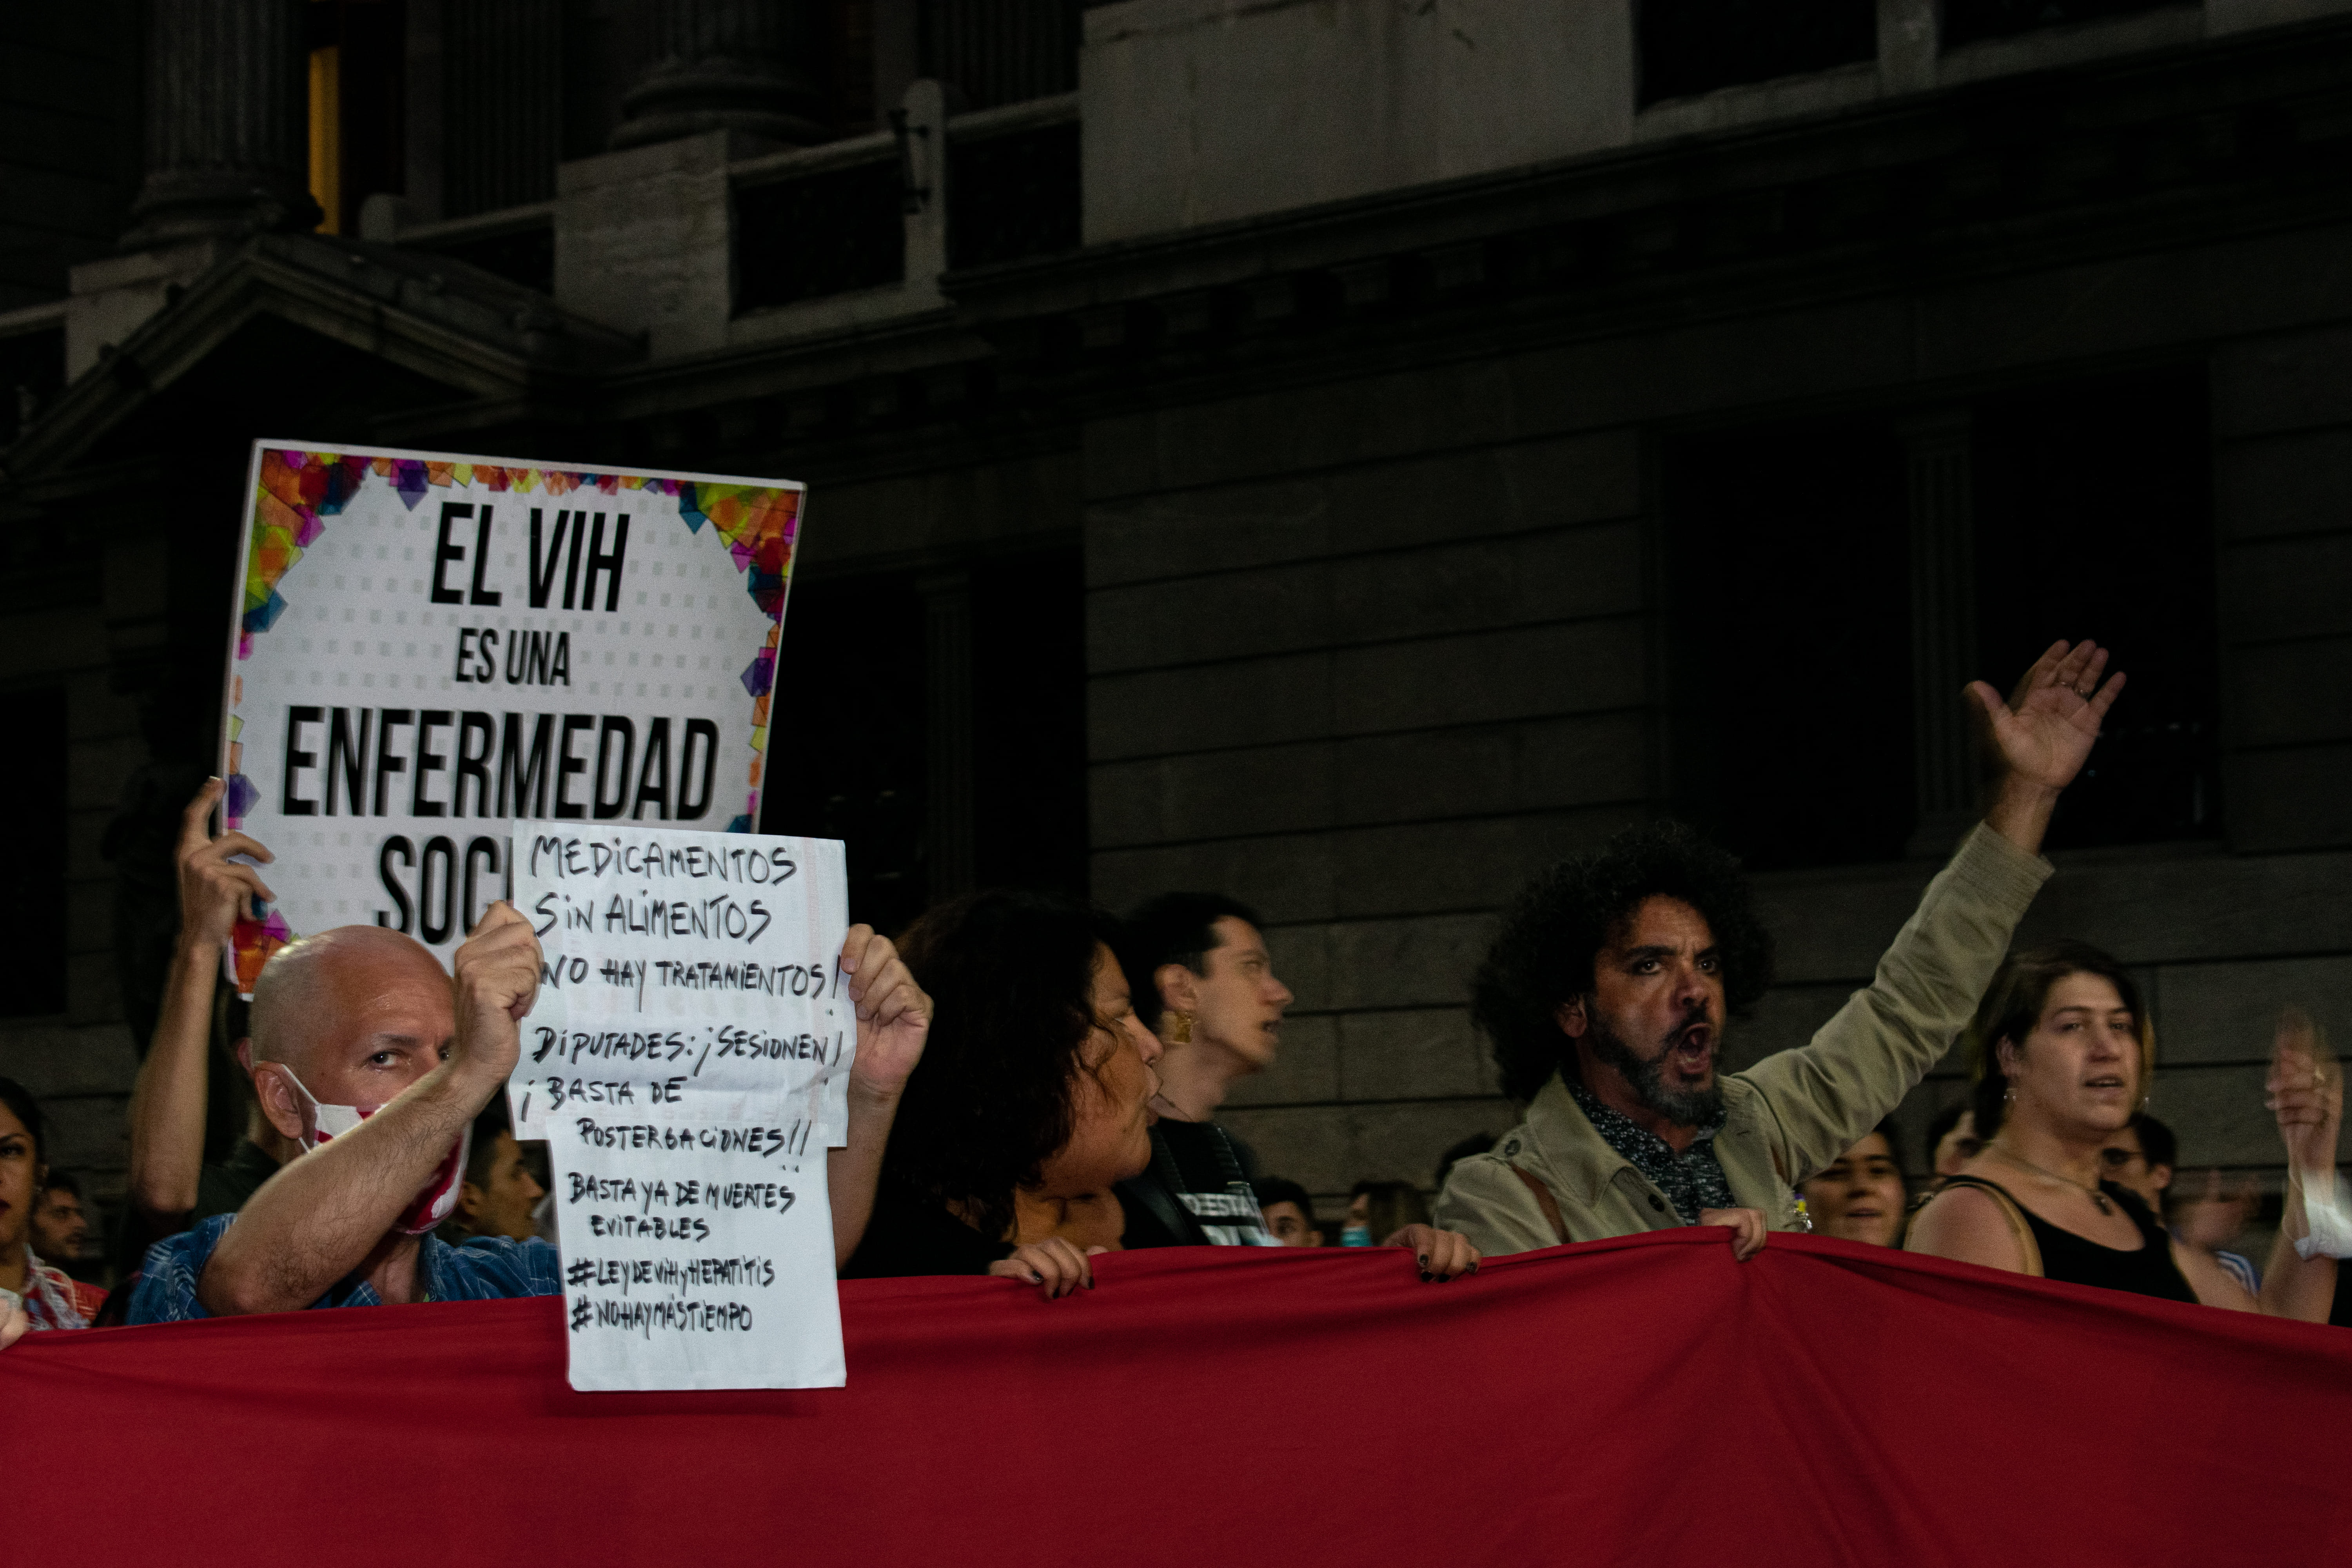 EL VIH
ES UNA
ENFERMEDAD
SOCI
MEDICAMENTOS
SIN ALIMENTOS
NO HAY TRATAMIENTOS!
DIPUTADES: ¡SESIONEN!
¡BASTA DE
POSTERGACIONES!!
BASTA YA DE MUERTES
EVITABLES
#LEYDEVIHyHEPATITIS
#NOHAYMÁSTIEMPO